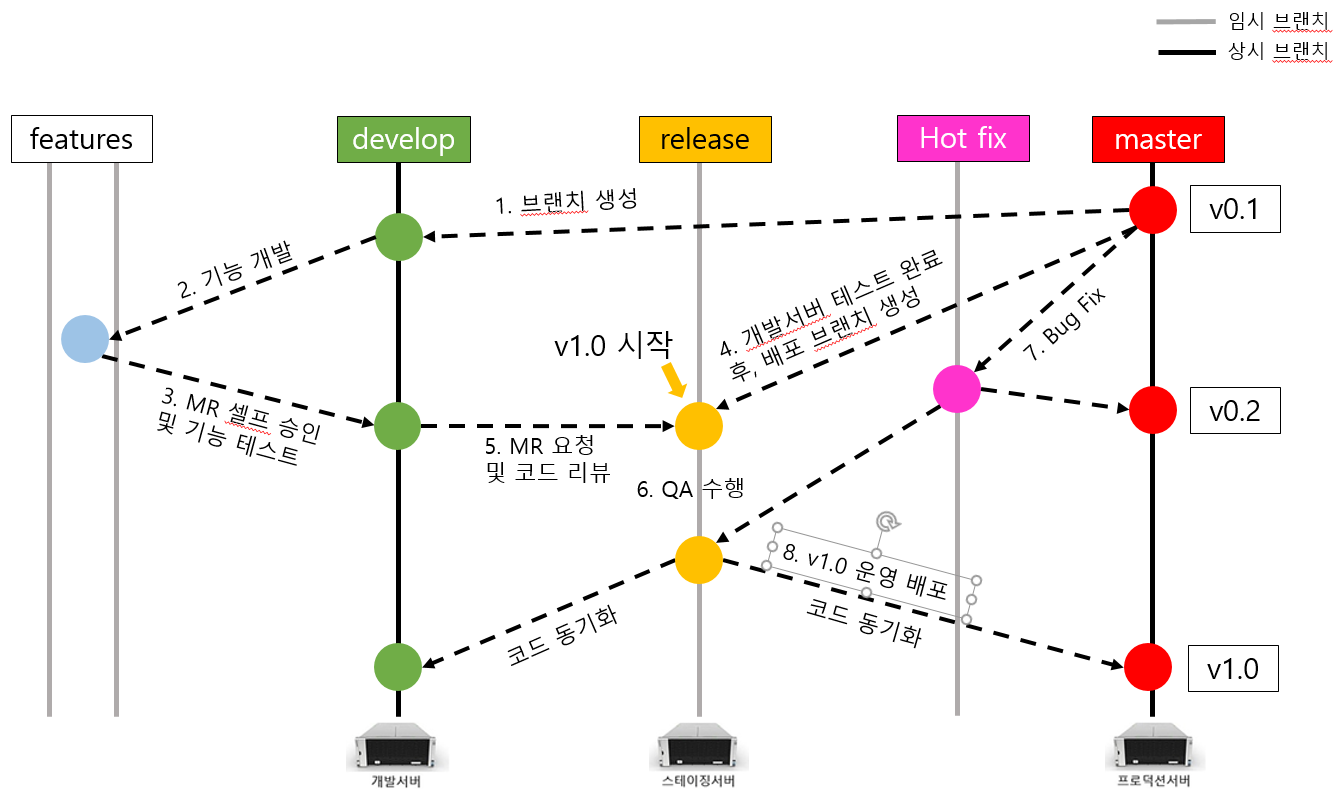 임시 브랜치
상시 브랜치
features
develop
release
Hot fix
master
1. 브랜치 생성
v0.1
2. 기능 개발
4. 개발서버 테스트 완료
후, 배포 브랜치 생성
7. Bug Fix
v1.0 시작
3. MR 셀프 승인
및 기능 테스트
v0.2
5. MR 요청
및 코드 리뷰
6. QA 수행
8. v1.0 운영 배포
코드 동기화
코드 동기화
v1.0
개발서버
스테이징서버
프로덕션서버